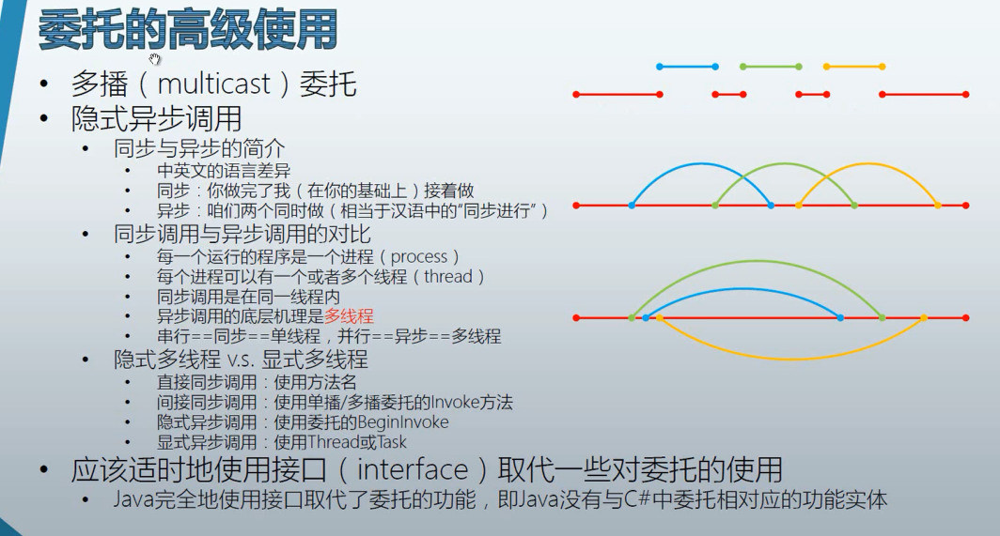 委托的高级使用
• 多播（multicast）委托
• 隐式异步调用
• 同步与异步的简介
• 中英文的语言差异
• 同步：你做完了我（在你的基础上）接着做
• 异步：咱们两个同时做（相当于汉语中的“同步进行”）
• 同步调用与异步调用的对比
• 每一个运行的程序是一个进程（process）
• 每个进程可以有一个或者多个线程（thread）
• 同步调用是在同一线程内
• 异步调用的底层机理是多线程
• 串行==同步==单线程，并行==异步==多线程
• 隐式多线程 v.s. 显式多线程
• 直接同步调用：使用方法名
• 间接同步调用：使用单播/多播委托的Invoke方法
• 隐式异步调用：使用委托的BeginInvoke
• 显式异步调用：使用Thread或Task
• 应该适时地使用接口（interface）取代一些对委托的使用
• Java完全地使用接口取代了委托的功能，即Java没有与C#中委托相对应的功能实体